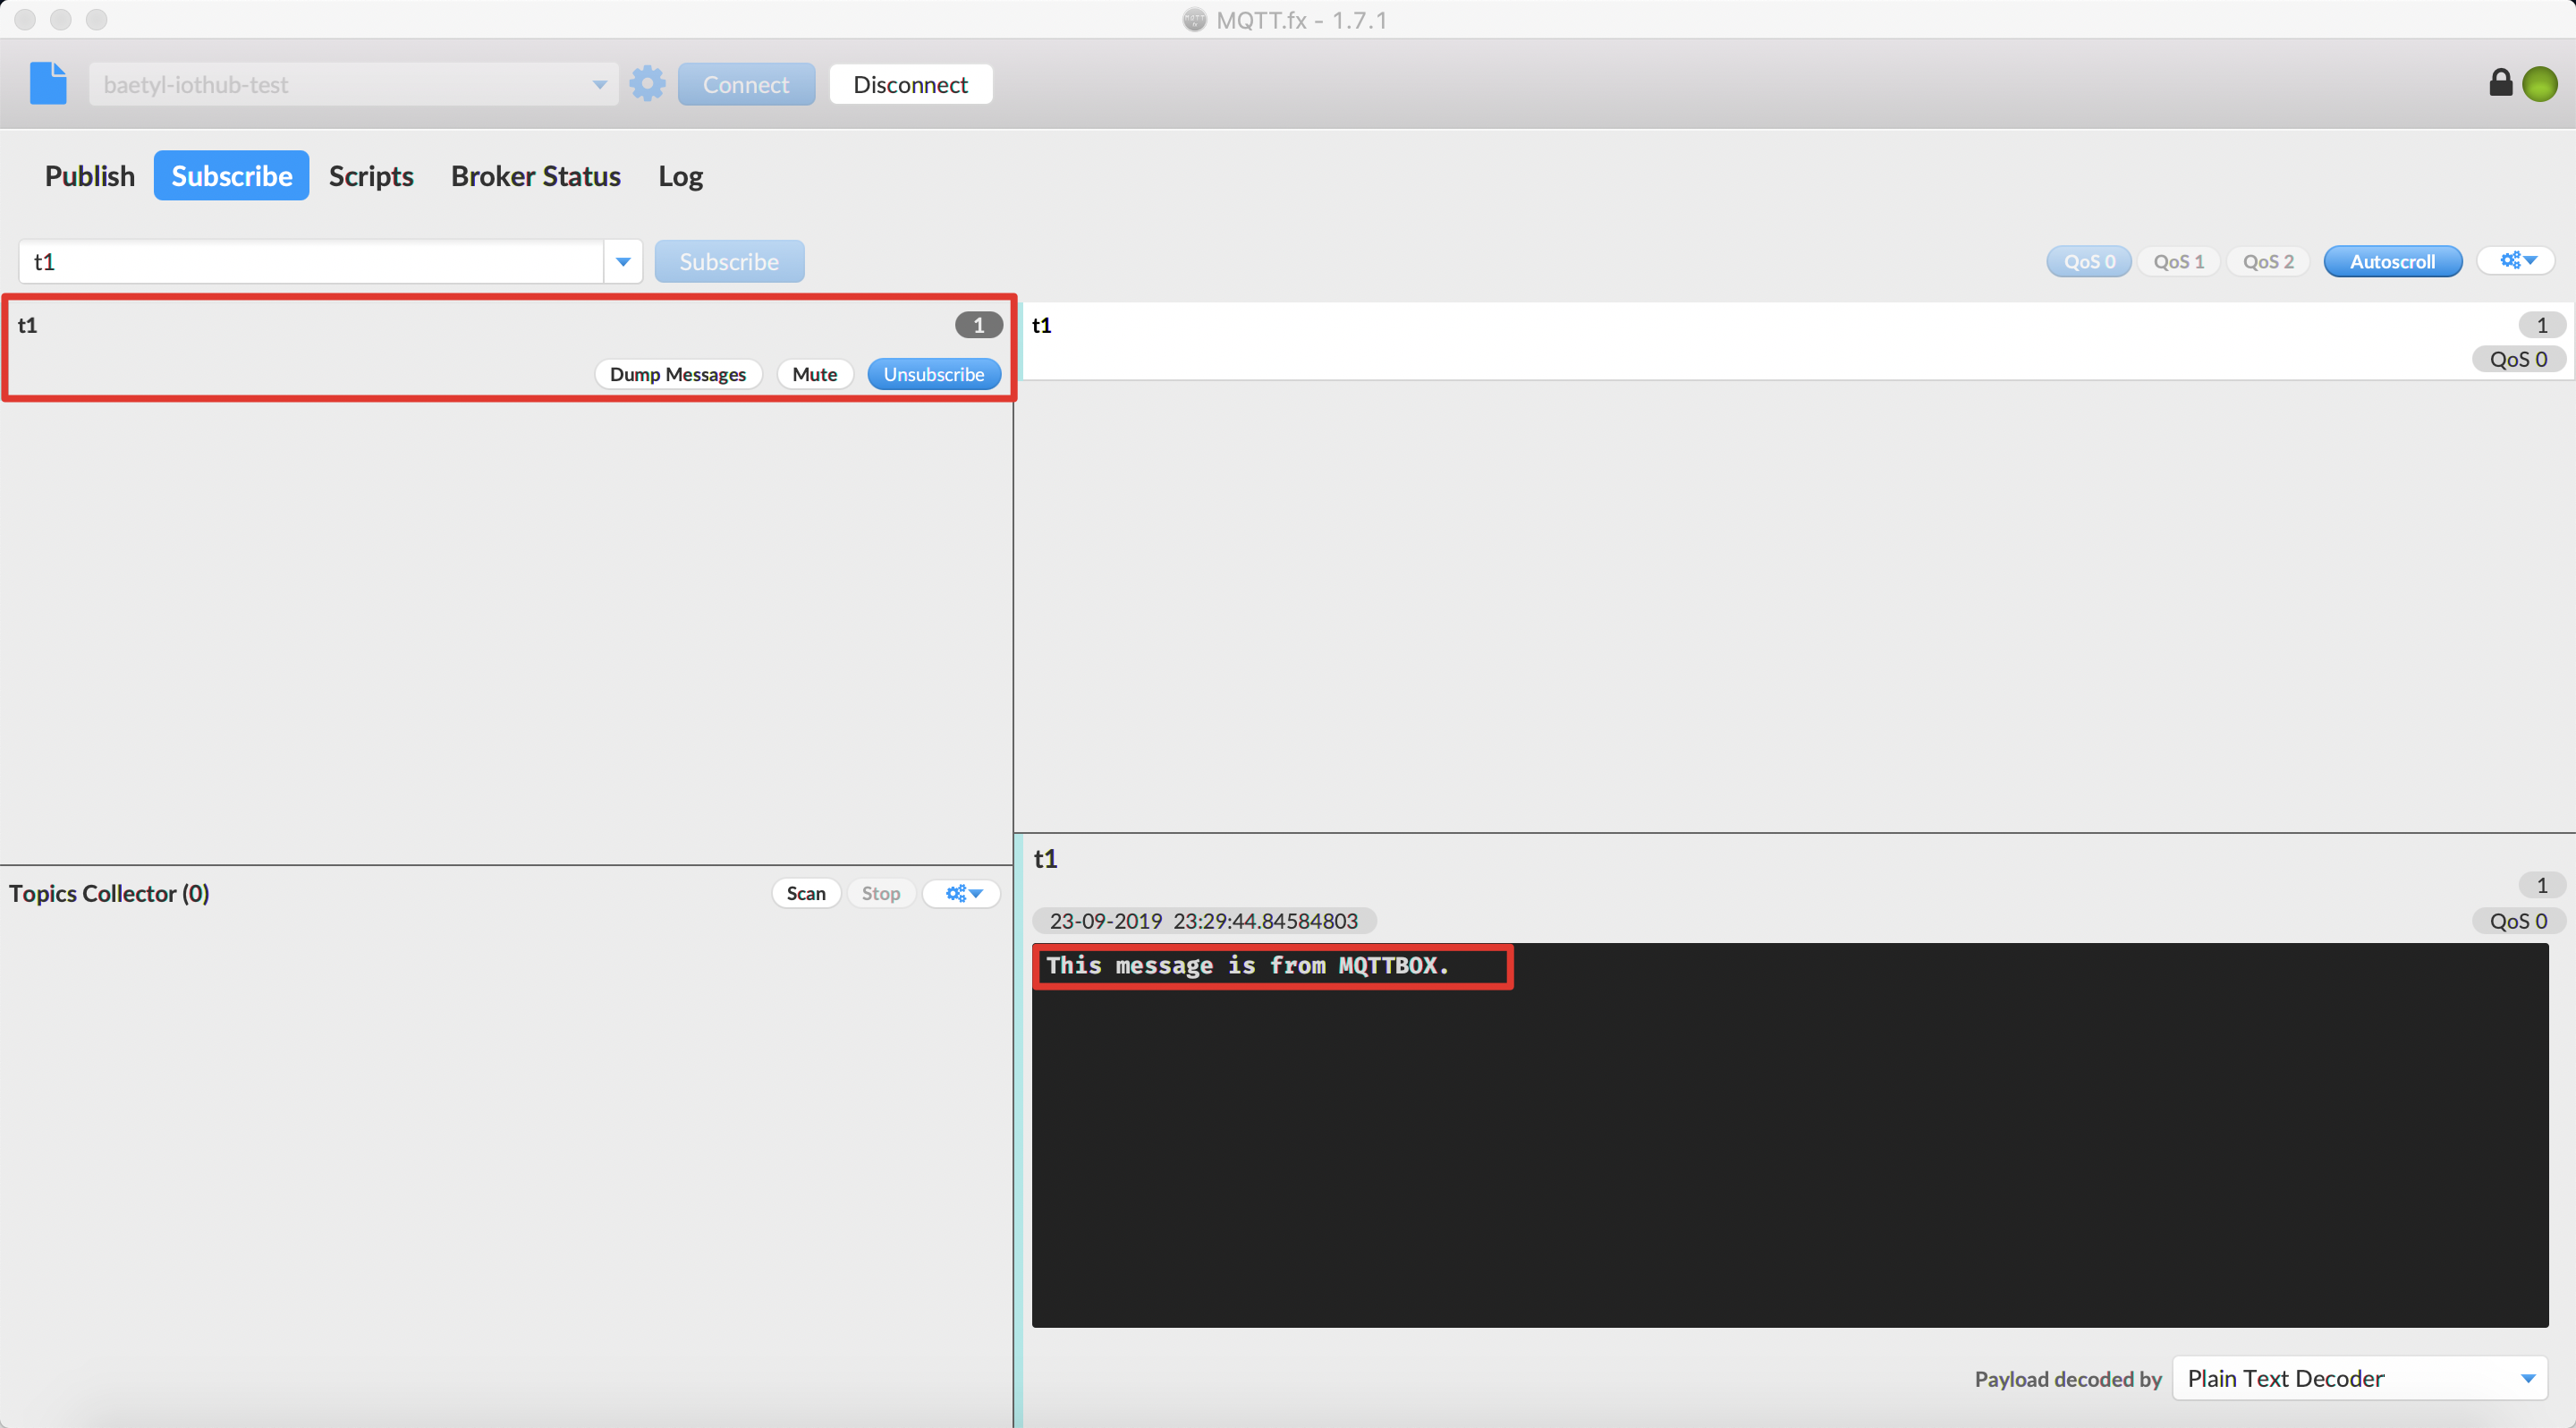 MQTT.fx - 1.7.1
baetyl-iothub-test Connect Disconnect
Publish Subscribe Scripts Broker Status Log
t1 Subscribe QoS 0 QoS 1 QoS 2 Autoscroll
t1 1
Dump Messages Mute Unsubscribe
t1 1
QoS 0
Topics Collector (0) Scan Stop
t1
1
23-09-2019 23:29:44.84584803 QoS 0
This message is from MQTTBOX.
Payload decoded by Plain Text Decoder